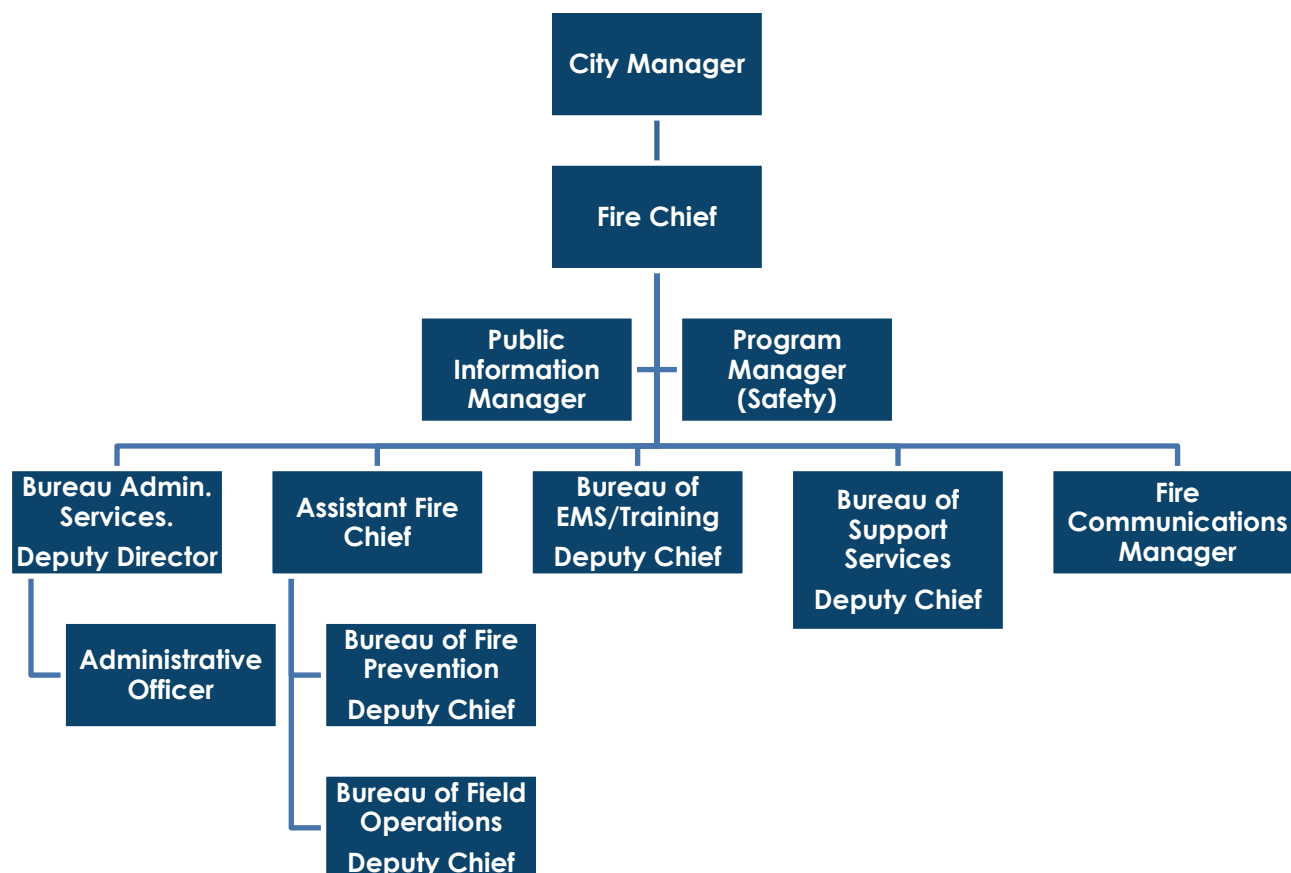 City Manager
Fire Chief
Public
Information
Manager
Program
Manager
(Safety)
Bureau Admin.
Services.
Deputy Director
Assistant Fire
Chief
Bureau of
EMS/Training
Deputy Chief
Bureau of
Support
Services
Deputy Chief
Fire
Communications
Manager
Administrative
Officer
Bureau of Fire
Prevention
Deputy Chief
Bureau of Field
Operations
Deputy Chief